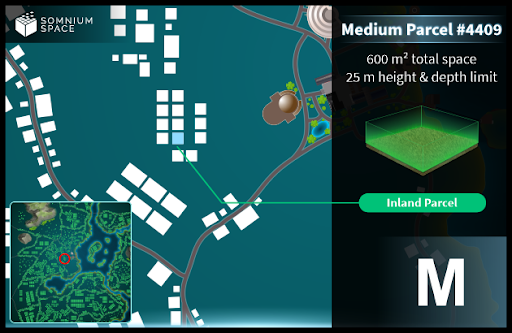 SOMNIUM
SPACE
Medium Parcel #4409
600 m² total space
25 m height & depth limit
Inland Parcel
M